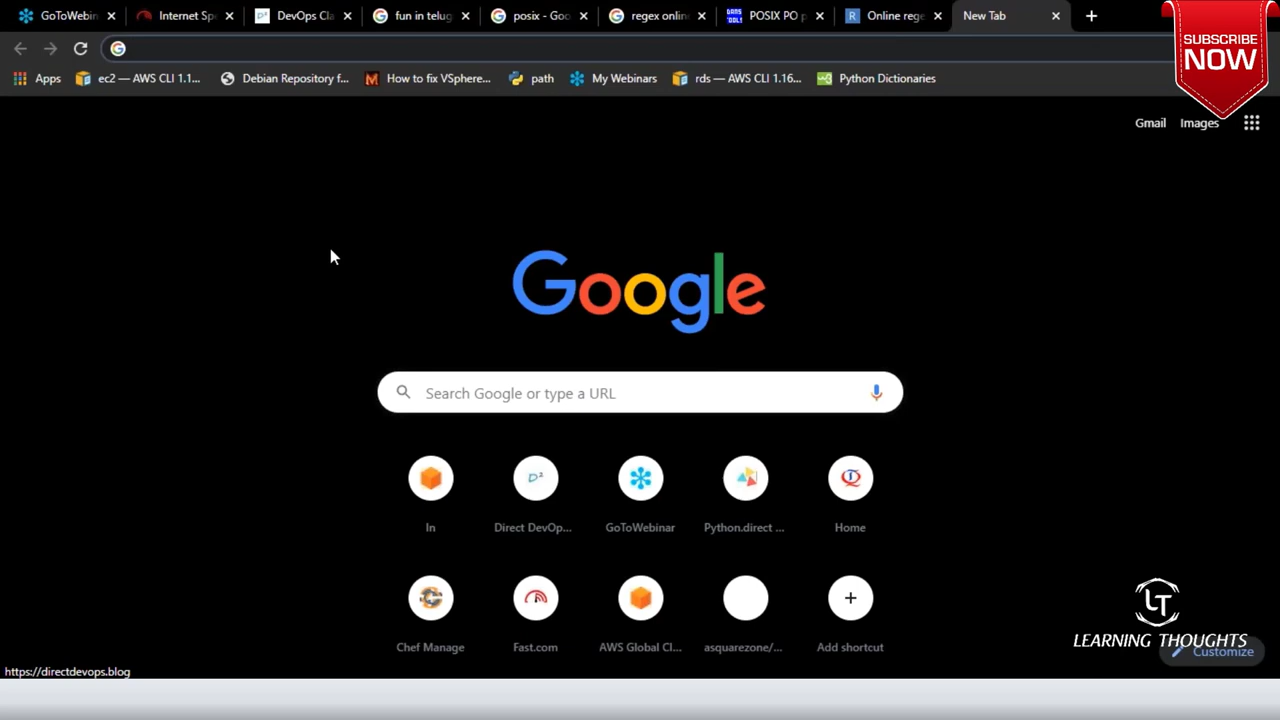 GoToWebin
Internet Sp
DevOps Cla
fun in telug
posix - Goo
regex onlin
POSIX PO p
Online rege
New Tab
SUBSCRIBE
NOW
Apps
ec2 — AWS CLI 1.1...
Debian Repository f...
How to fix VSphere...
path
My Webinars
rds — AWS CLI 1.16...
Python Dictionaries
Gmail
Images
Google
Search Google or type a URL
In
Direct DevOp...
GoToWebinar
Python.direct ...
Home
Chef Manage
Fast.com
AWS Global Cl...
asquarezone/...
Add shortcut
LT
LEARNING THOUGHTS
Customize
https://directdevops.blog